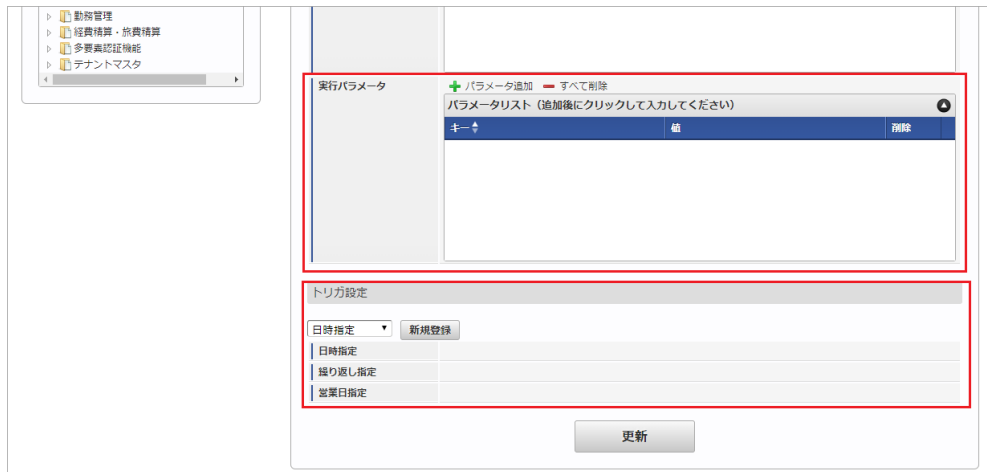 勤務管理
経費精算・旅費精算
多要素認証機能
テナントマスタ
実行パラメータ
パラメータ追加 すべて削除
パラメータリスト（追加後にクリックして入力してください）
キー 値 削除
トリガ設定
日時指定 新規登録
日時指定
繰り返し指定
営業日指定
更新